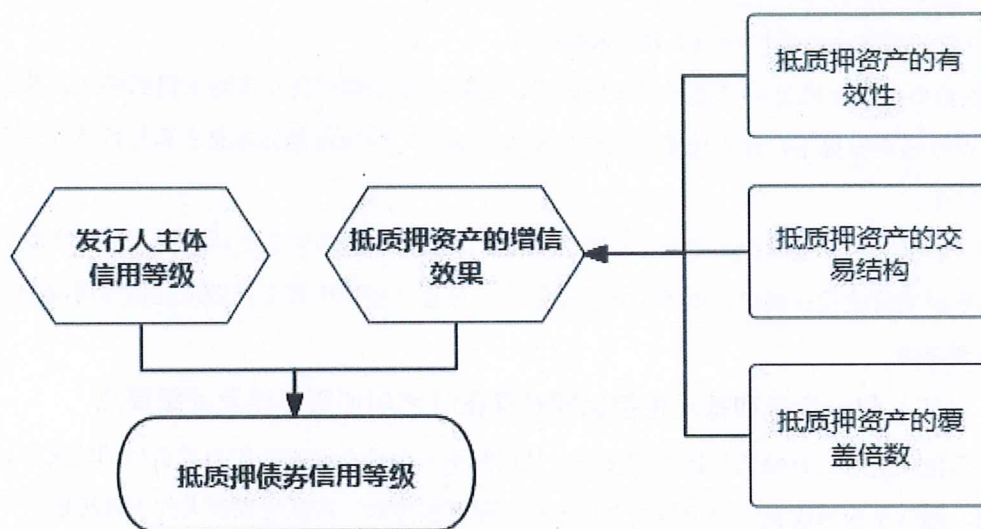 抵质押资产的有
效性
发行人主体
信用等级
抵质押资产的增信
效果
抵质押资产的交
易结构
抵质押债券信用等级
抵质押资产的覆
盖倍数